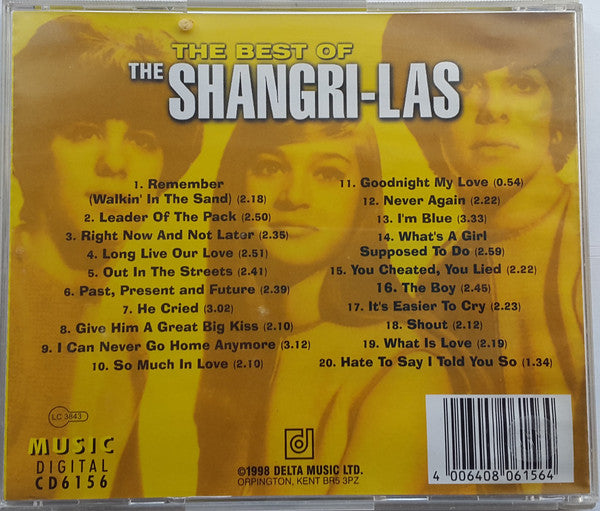 THE BEST OF
THE SHANGRI-LAS
1. Remember
(Walkin' In The Sand) (2.18)
2. Leader Of The Pack (2.50)
3. Right Now And Not Later (2.35)
4. Long Live Our Love (2.51)
5. Out In The Streets (2.41)
6. Past, Present and Future (2.39)
7. He Cried (3.02)
8. Give Him A Great Big Kiss (2.10)
9. I Can Never Go Home Anymore (3.12)
10. So Much In Love (2.10)
11. Goodnight My Love (0.54)
12. Never Again (2.22)
13. I'm Blue (3.33)
14. What's A Girl
Supposed To Do (2.59)
15. You Cheated, You Lied (2.22)
16. The Boy (2.45)
17. It's Easier To Cry (2.23)
18. Shout (2.12)
19. What Is Love (2.19)
20. Hate To Say I Told You So (1.34)
LC 3843
MUSIC
DIGITAL
CD6156
d
©1998 DELTA MUSIC LTD.
ORPINGTON, KENT BR5 3PZ
4 006408 061564